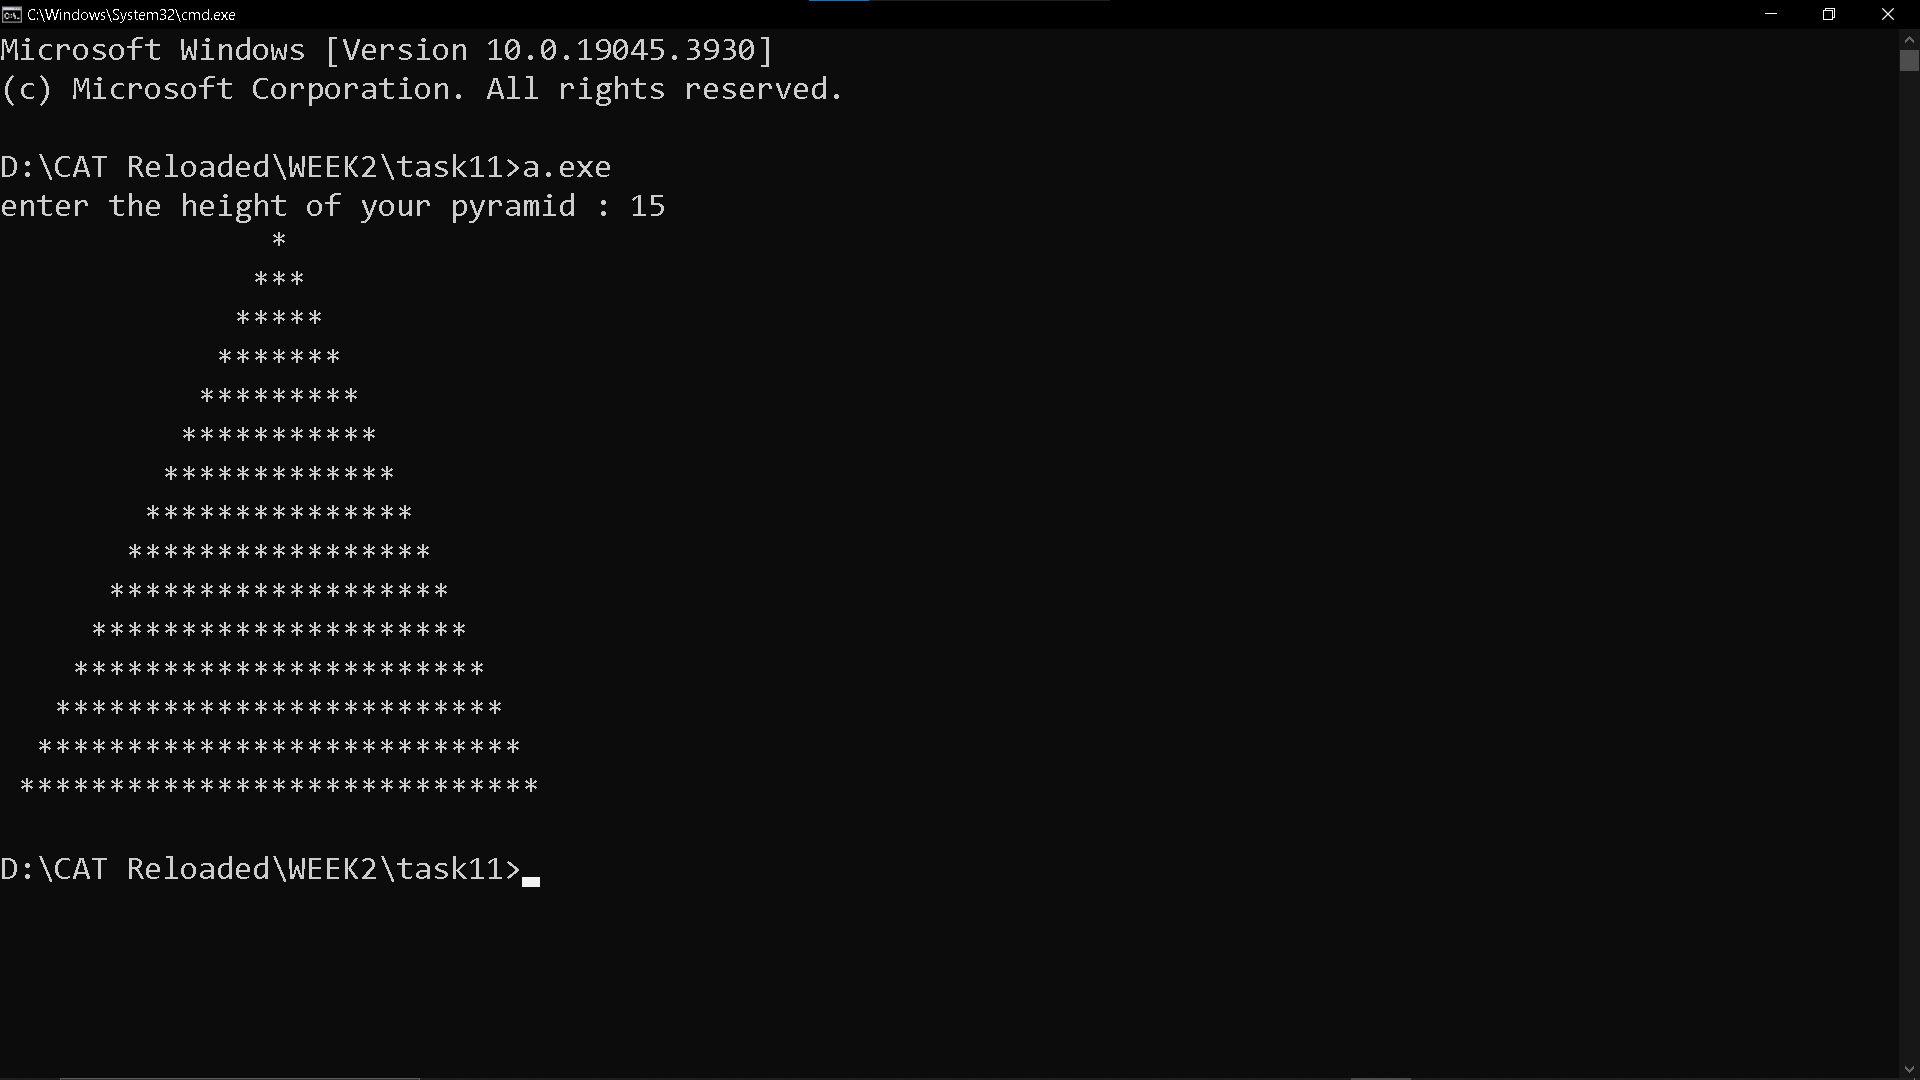 C:\Windows\System32\cmd.exe
Microsoft Windows [Version 10.0.19045.3930]
(c) Microsoft Corporation. All rights reserved.

D:\CAT Reloaded\WEEK2\task11>a.exe
enter the height of your pyramid : 15
               *
              ***
             *****
            *******
           *********
          ***********
         *************
        ***************
       *****************
      *******************
     *********************
    ***********************
   *************************
  ***************************
 *****************************

D:\CAT Reloaded\WEEK2\task11>